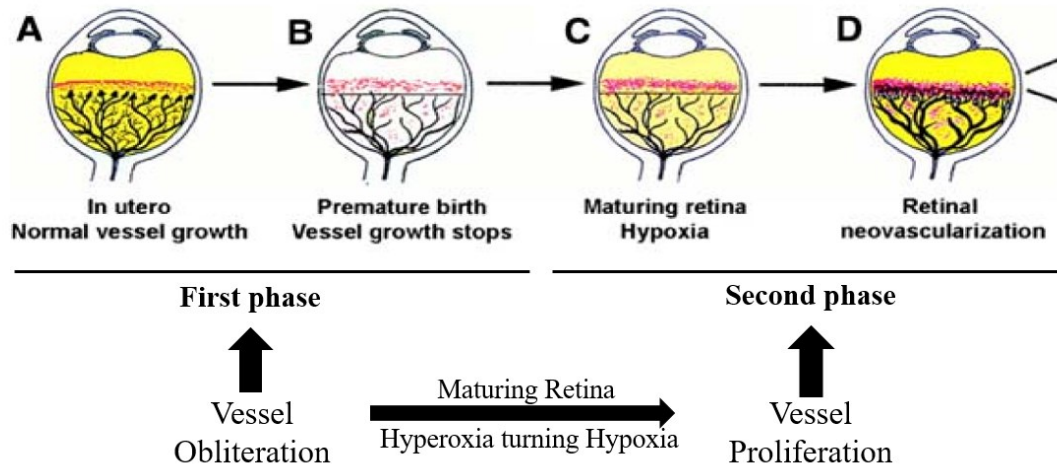 A
B
C
D
In utero
Normal vessel growth
Premature birth
Vessel growth stops
Maturing retina
Hypoxia
Retinal
neovascularization
First phase
Second phase
Vessel
Obliteration
Maturing Retina
Hyperoxia turning Hypoxia
Vessel
Proliferation